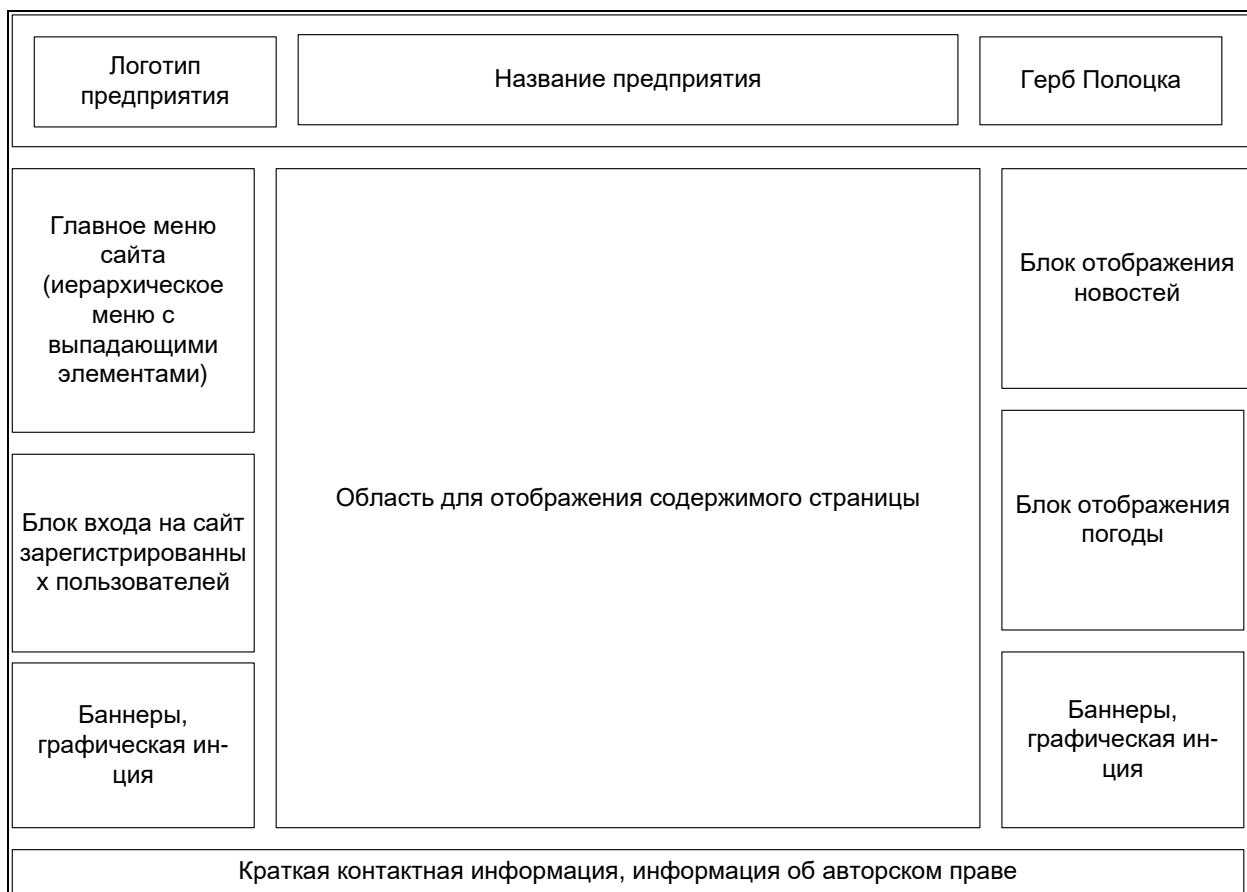 Логотип
предприятия
Название предприятия
Герб Полоцка
Главное меню
сайта
(иерархическое
меню с
выпадающими
элементами)
Блок входа на сайт
зарегистрированны
х пользователей
Баннеры,
графическая ин-
ция
Область для отображения содержимого страницы
Блок отображения
новостей
Блок отображения
погоды
Баннеры,
графическая ин-
ция
Краткая контактная информация, информация об авторском праве